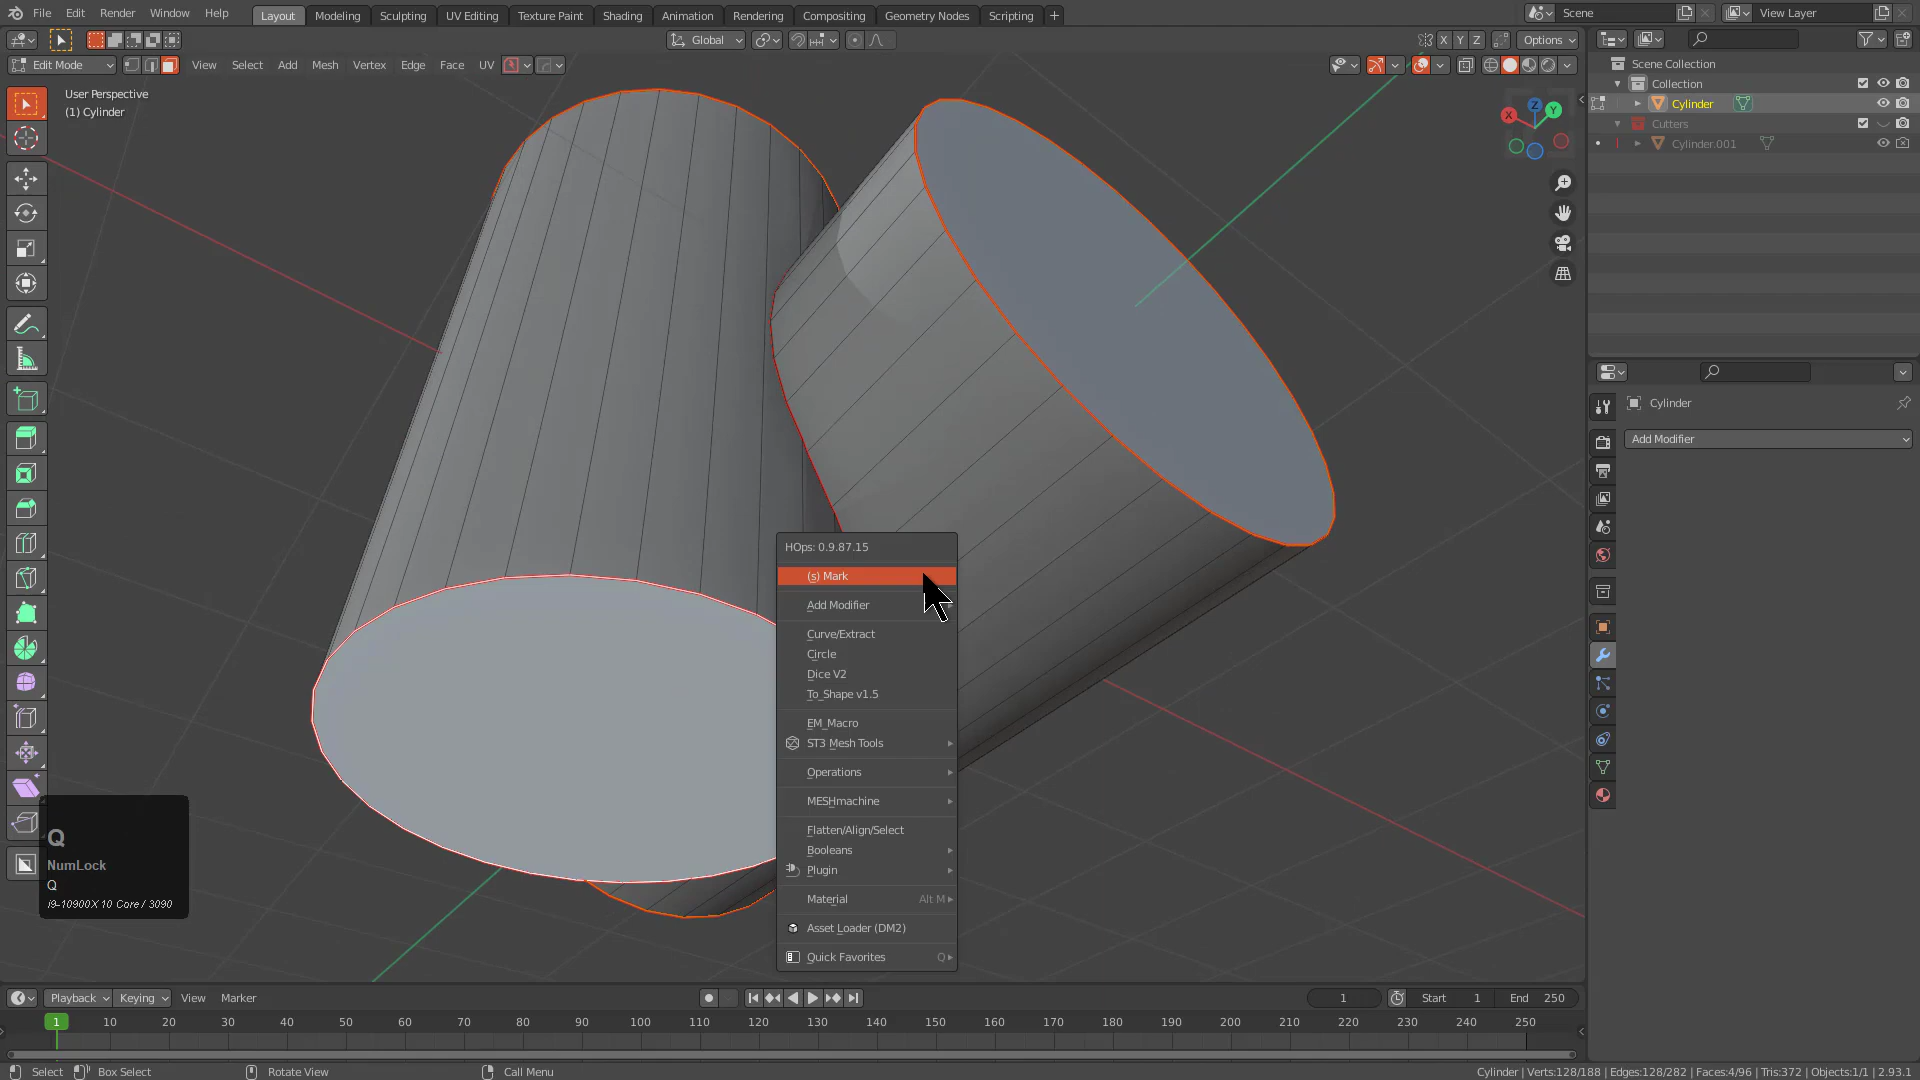 File Edit Render Window Help Layout Modeling Sculpting UV Editing Texture Paint Shading Animation Rendering Compositing Geometry Nodes Scripting + Scene View Layer
Global X Y Z Options
Edit Mode View Select Add Mesh Vertex Edge Face UV
User Perspective
(1) Cylinder
Scene Collection
Collection
Cylinder
Cutters
Cylinder.001
X Y Z
Cylinder
Add Modifier
HOps: 0.9.87.15
(s) Mark
Add Modifier
Curve/Extract
Circle
Dice V2
To_Shape v1.5
EM_Macro
ST3 Mesh Tools
Operations
MESHmachine
Flatten/Align/Select
Booleans
Plugin
Material Alt M
Asset Loader (DM2)
Quick Favorites Q
Q
NumLock
Q
i9-10900X 10 Core / 3090
Playback Keying View Marker 1 Start 1 End 250
1 10 20 30 40 50 60 70 80 90 100 110 120 130 140 150 160 170 180 190 200 210 220 230 240 250
Select Box Select Rotate View Call Menu Cylinder | Verts:128/188 | Edges:128/282 | Faces:4/96 | Tris:372 | Objects:1/1 | 2.93.1